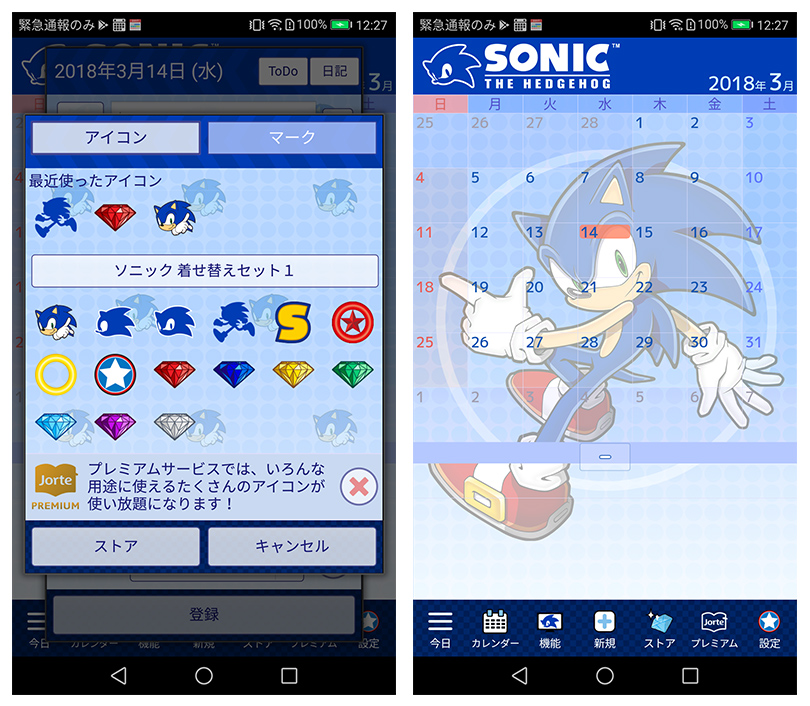 緊急通報のみ
100%
12:27
2018年3月14日 (水)
ToDo
日記
3月
アイコン
マーク
最近使ったアイコン
ソニック 着せ替えセット１
S
Jorte
PREMIUM
プレミアムサービスでは、いろんな
用途に使えるたくさんのアイコンが
使い放題になります！
ストア
キャンセル
登録
今日
カレンダー
機能
新規
ストア
プレミアム
設定
緊急通報のみ
100%
12:27
SONIC™
THE HEDGEHOG
2018年 3月
日 月 火 水 木 金 土
25 26 27 28 1 2 3
4 5 6 7 8 9 10
11 12 13 14 15 16 17
18 19 20 21 22 23 24
25 26 27 28 29 30 31
1 2 3 4 5 6 7
Jorte
今日
カレンダー
機能
新規
ストア
プレミアム
設定